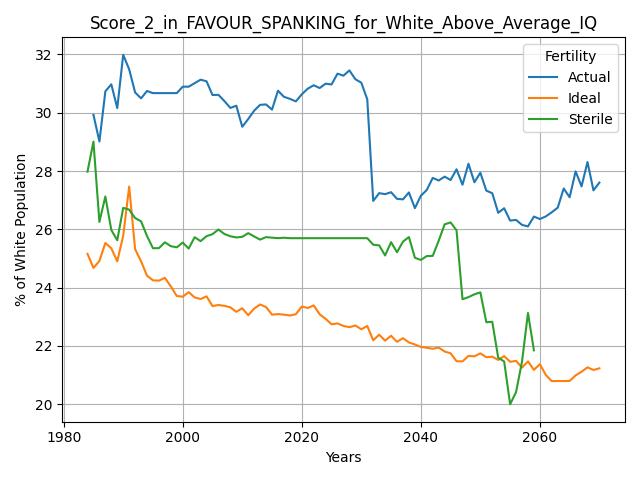 Score_2_in_FAVOUR_SPANKING_for_White_Above_Average_IQ
Fertility
Actual
Ideal
Sterile
% of White Population
32
30
28
26
24
22
20
1980
2000
2020
2040
2060
Years